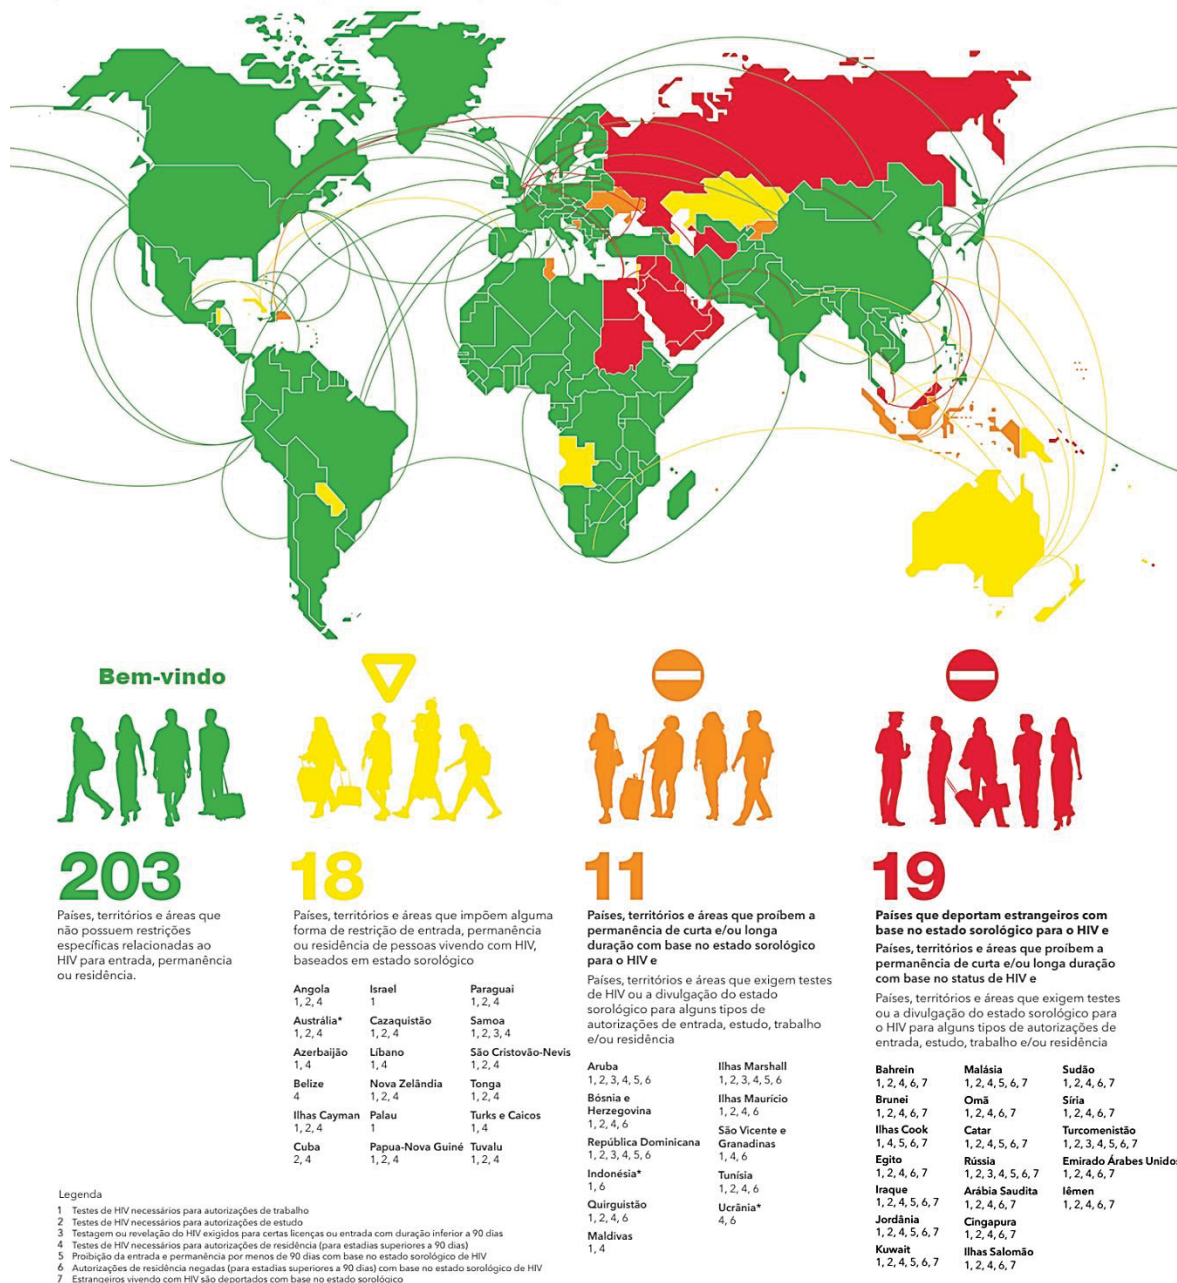 Bem-vindo
203
Países, territórios e áreas que
não possuem restrições
específicas relacionadas ao
HIV para entrada, permanência
ou residência.
18
Países, territórios e áreas que impõem alguma
forma de restrição de entrada, permanência
ou residência de pessoas vivendo com HIV,
baseados em estado sorológico
Angola
1, 2, 4
Austrália*
1, 2, 4
Azerbaijão
1, 4
Belize
4
Ilhas Cayman
1, 2, 4
Cuba
2, 4
Israel
1
Cazaquistão
1, 2, 4
Líbano
1, 4
Nova Zelândia
1, 2, 4
Palau
1
Papua-Nova Guiné
1, 2, 4
Paraguai
1, 2, 4
Samoa
1, 2, 3, 4
São Cristovão-Nevis
1, 2, 4
Tonga
1, 2, 4
Turks e Caicos
1, 4
Tuvalu
1, 2, 4
11
Países, territórios e áreas que proíbem a
permanência de curta e/ou longa
duração com base no estado sorológico
para o HIV e
Países, territórios e áreas que exigem testes
de HIV ou a divulgação do estado
sorológico para alguns tipos de
autorizações de entrada, estudo, trabalho
e/ou residência
Aruba
1, 2, 3, 4, 5, 6
Bósnia e
Herzegovina
1, 2, 4, 6
República Dominicana
1, 2, 3, 4, 5, 6
Indonésia*
1, 6
Quirguistão
1, 2, 4, 6
Maldivas
1, 4
Ilhas Marshall
1, 2, 3, 4, 5, 6
Ilhas Maurício
1, 2, 4, 6
São Vicente e
Granadinas
1, 4, 6
Tunísia
1, 2, 4, 6
Ucrânia*
4, 6
19
Países que deportam estrangeiros com
base no estado sorológico para o HIV e
Países, territórios e áreas que proíbem a
permanência de curta e/ou longa duração
com base no status de HIV e
Países, territórios e áreas que exigem testes
ou a divulgação do estado sorológico para
o HIV para alguns tipos de autorizações de
entrada, estudo, trabalho e/ou residência
Bahrein
1, 2, 4, 6, 7
Brunei
1, 2, 4, 6, 7
Ilhas Cook
1, 4, 5, 6, 7
Egito
1, 2, 4, 6, 7
Iraque
1, 2, 4, 5, 6, 7
Jordânia
1, 2, 4, 5, 6, 7
Kuwait
1, 2, 4, 5, 6, 7
Malásia
1, 2, 4, 5, 6, 7
Omã
1, 2, 4, 6, 7
Catar
1, 2, 4, 5, 6, 7
Rússia
1, 2, 3, 4, 5, 6, 7
Arábia Saudita
1, 2, 4, 6, 7
Cingapura
1, 2, 4, 6, 7
Ilhas Salomão
1, 2, 4, 6, 7
Sudão
1, 2, 4, 6, 7
Síria
1, 2, 4, 6, 7
Turcomenistão
1, 2, 3, 4, 5, 6, 7
Emirado Árabes Unidos
1, 2, 4, 6, 7
Iêmen
1, 2, 4, 6, 7
Legenda
1 Testes de HIV necessários para autorizações de trabalho
2 Testes de HIV necessários para autorizações de estudo
3 Testagem ou revelação do HIV exigidos para certas licenças ou entrada com duração inferior a 90 dias
4 Testes de HIV necessários para autorizações de residência (para estadias superiores a 90 dias)
5 Proibição da entrada e permanência por menos de 90 dias com base no estado sorológico de HIV
6 Autorizações de residência negadas (para estadias superiores a 90 dias) com base no estado sorológico de HIV
7 Estrangeiros vivendo com HIV são deportados com base no estado sorológico